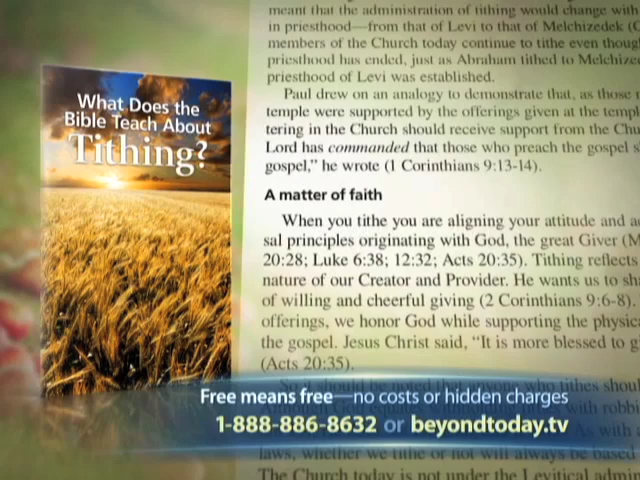 What Does the
Bible Teach About
Tithing?
meant that the administration of tithing would change with
in priesthood—from that of Levi to that of Melchizedek
members of the Church today continue to tithe even though
priesthood has ended, just as Abraham tithed to
priesthood of Levi was established.
Paul drew on an analogy to demonstrate that, as those
temple were supported by the offerings given at the
tering in the Church should receive support from the
Lord has commanded that those who preach the gospel
gospel,” he wrote (1 Corinthians 9:13-14).
A matter of faith
When you tithe you are aligning your attitude and
sal principles originating with God, the great Giver
20:28; Luke 6:38; 12:32; Acts 20:35). Tithing reflects
nature of our Creator and Provider. He wants us to
of willing and cheerful giving (2 Corinthians 9:6-8).
offerings, we honor God while supporting the
the gospel. Jesus Christ said, “It is more blessed to
(Acts 20:35).
who tithes
Free means free—no costs or hidden charges
with
1-888-886-8632 or beyondtoday.tv
As with
laws, whether we tithe or not will always be based
The Church today is not under the Levitical